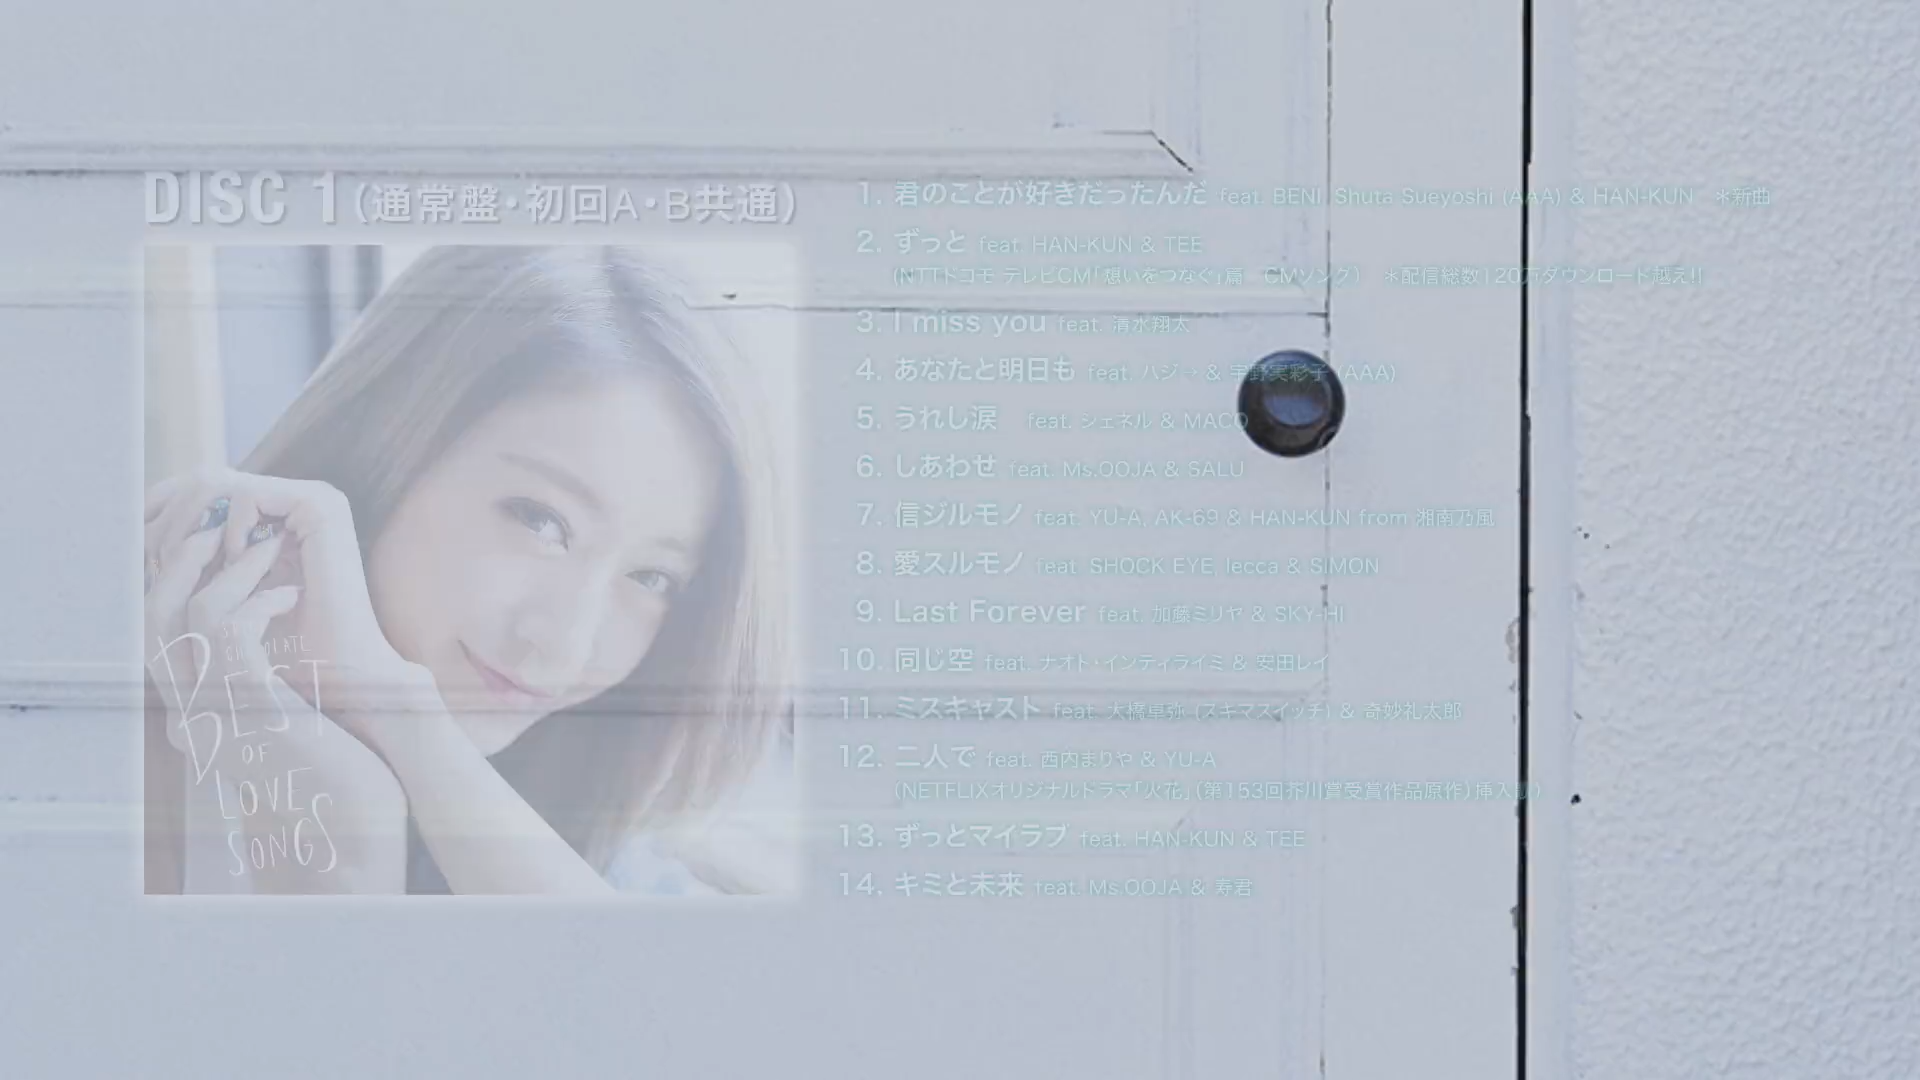 DISC 1(通常盤・初回A・B共通)
1. 君のことが好きだったんだ feat. BENI, Shuta Sueyoshi (AAA) & HAN-KUN ＊新曲
2. ずっと feat. HAN-KUN & TEE
(NTTドコモ テレビCM「想いをつなぐ」篇 CMソング) ＊配信総数120万ダウンロード越え!!
3. I miss you feat. 清水翔太
4. あなたと明日も feat. ハジ→ & 宇野実彩子 (AAA)
5. うれし涙 feat. シェネル & MACO
6. しあわせ feat. Ms.OOJA & SALU
7. 信ジルモノ feat. YU-A, AK-69 & HAN-KUN from 湘南乃風
8. 愛スルモノ feat. SHOCK EYE, lecca & SIMON
9. Last Forever feat. 加藤ミリヤ & SKY-HI
10. 同じ空 feat. ナオト・インティライミ & 安田レイ
11. ミスキャスト feat. 大橋卓弥 (スキマスイッチ) & 奇妙礼太郎
12. 二人で feat. 西内まりや & YU-A
(NETFLIXオリジナルドラマ「火花」(第153回芥川賞受賞作品原作)挿入歌)
13. ずっとマイラブ feat. HAN-KUN & TEE
14. キミと未来 feat. Ms.OOJA & 寿君
BEST
OF
LOVE
SONGS